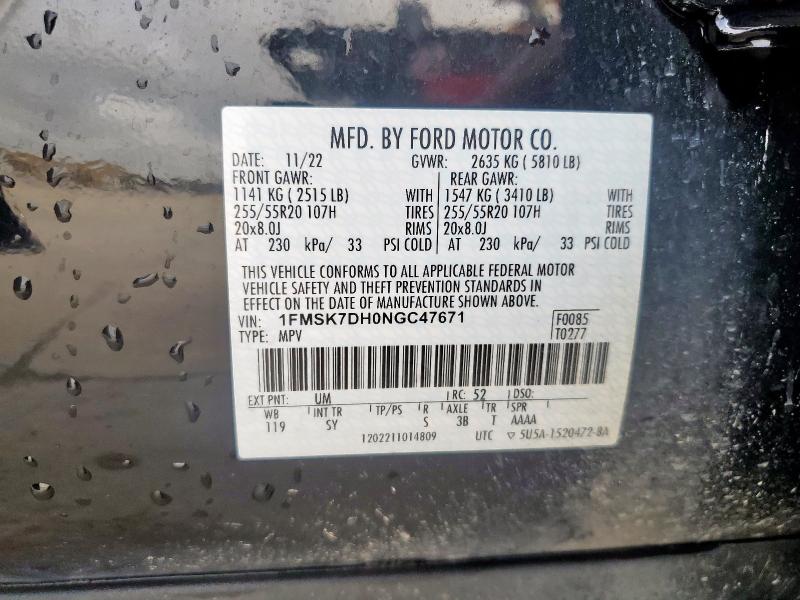 MFD. BY FORD MOTOR CO.
DATE: 11/22 GVWR: 2635 KG ( 5810 LB)
FRONT GAWR: REAR GAWR:
1141 KG ( 2515 LB) WITH 1547 KG ( 3410 LB) WITH
255/55R20 107H TIRES 255/55R20 107H TIRES
20x8.0J RIMS 20x8.0J RIMS
AT 230 kPa/ 33 PSI COLD AT 230 kPa/ 33 PSI COLD
THIS VEHICLE CONFORMS TO ALL APPLICABLE FEDERAL MOTOR
VEHICLE SAFETY AND THEFT PREVENTION STANDARDS IN
EFFECT ON THE DATE OF MANUFACTURE SHOWN ABOVE.
VIN: 1FMSK7DH0NGC47671 F0085
TYPE: MPV T0277
EXT PNT: UM RC: 52 DSO:
WB INT TR TP/PS R AXLE TR SPR
119 SY S 3B T AAAA
1202211014809 UTC ▽ 5U5A-1520472-BA